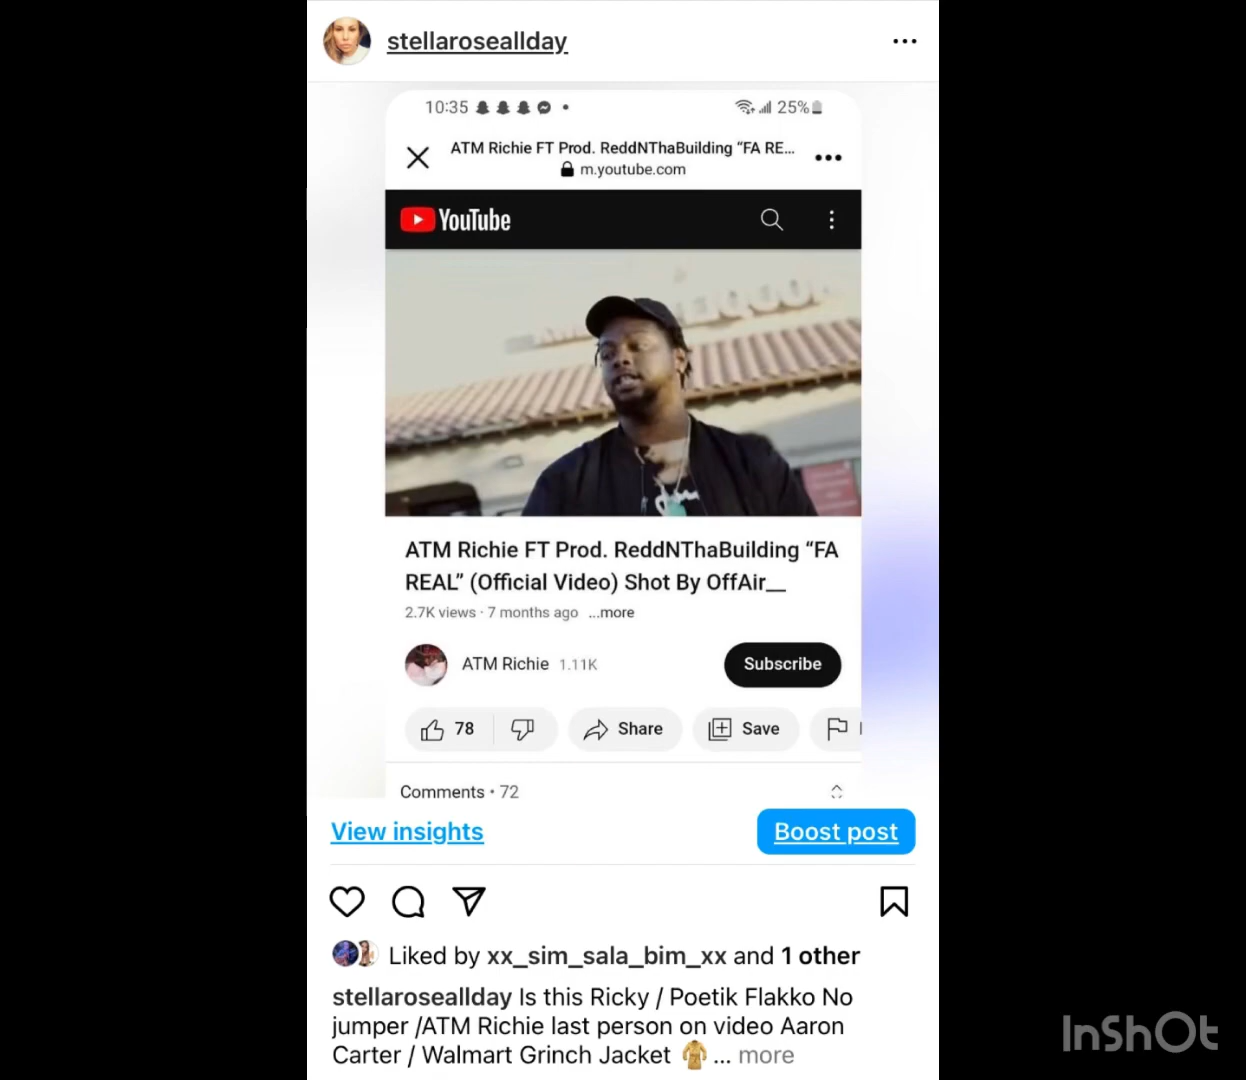 stellaroseallday
10:35
25%
ATM Richie FT Prod. ReddNThaBuilding “FA RE...
m.youtube.com
YouTube
ATM Richie FT Prod. ReddNThaBuilding “FA
REAL” (Official Video) Shot By OffAir__
2.7K views · 7 months ago ...more
ATM Richie 1.11K
Subscribe
78
Share
Save
Comments • 72
View insights
Boost post
Liked by xx_sim_sala_bim_xx and 1 other
stellaroseallday Is this Ricky / Poetik Flakko No
jumper /ATM Richie last person on video Aaron
Carter / Walmart Grinch Jacket 🥋... more
InShOt